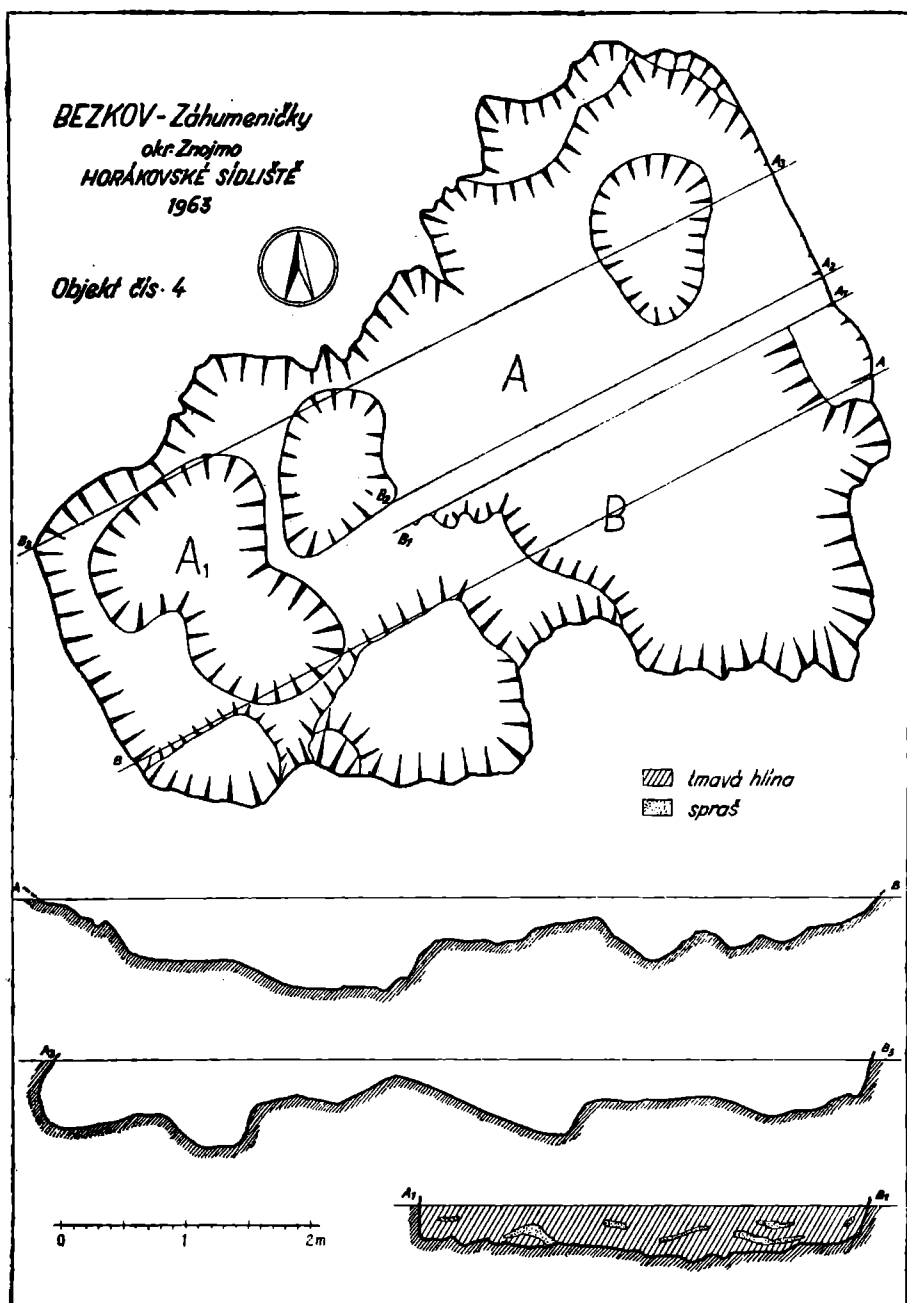 BEZKOV - Záhumeničky
okr. Znojmo
HORÁKOVSKÉ SÍDLIŠTĚ
1963
Objekt čís. 4
A3
A2
A1
A
A
B
B2
B1
A1
B3
B
tmavá hlína
spraš
A
B
A3
B3
A1
B1
0
1
2m